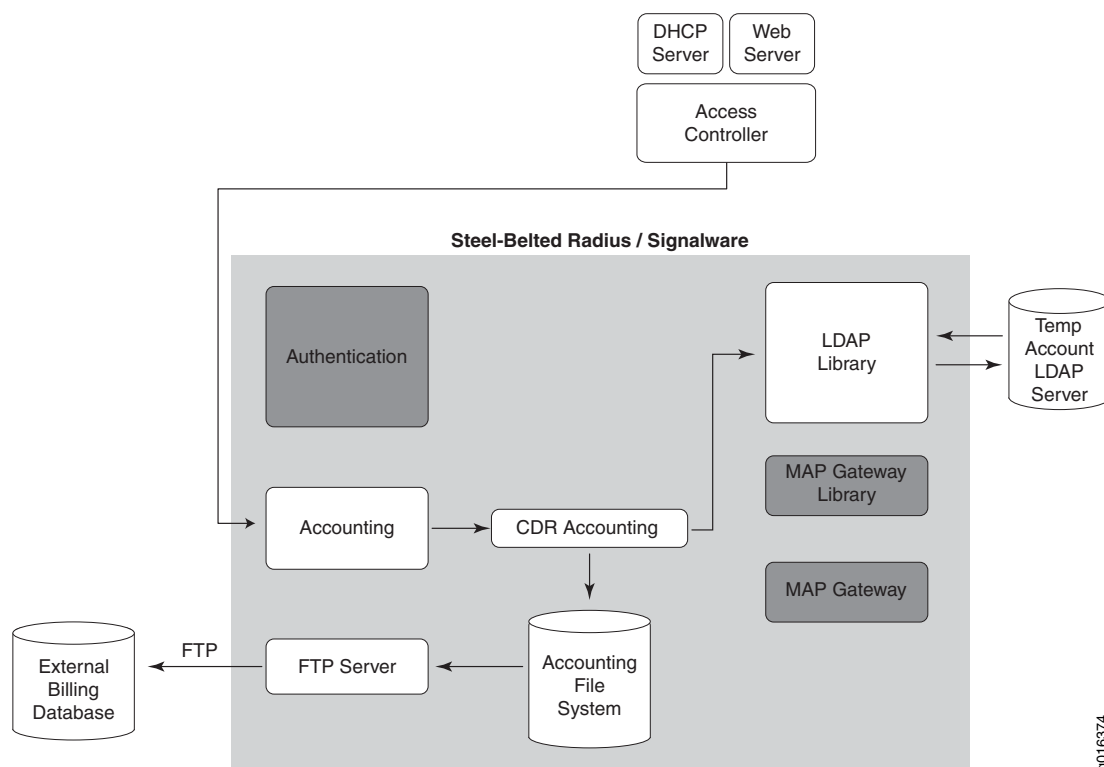 DHCP
Server
Web
Server
Access
Controller
Steel-Belted Radius / Signalware
Authentication
LDAP
Library
Temp
Account
LDAP
Server
MAP Gateway
Library
Accounting
CDR Accounting
MAP Gateway
External
Billing
Database
FTP
FTP Server
Accounting
File
System
g016374